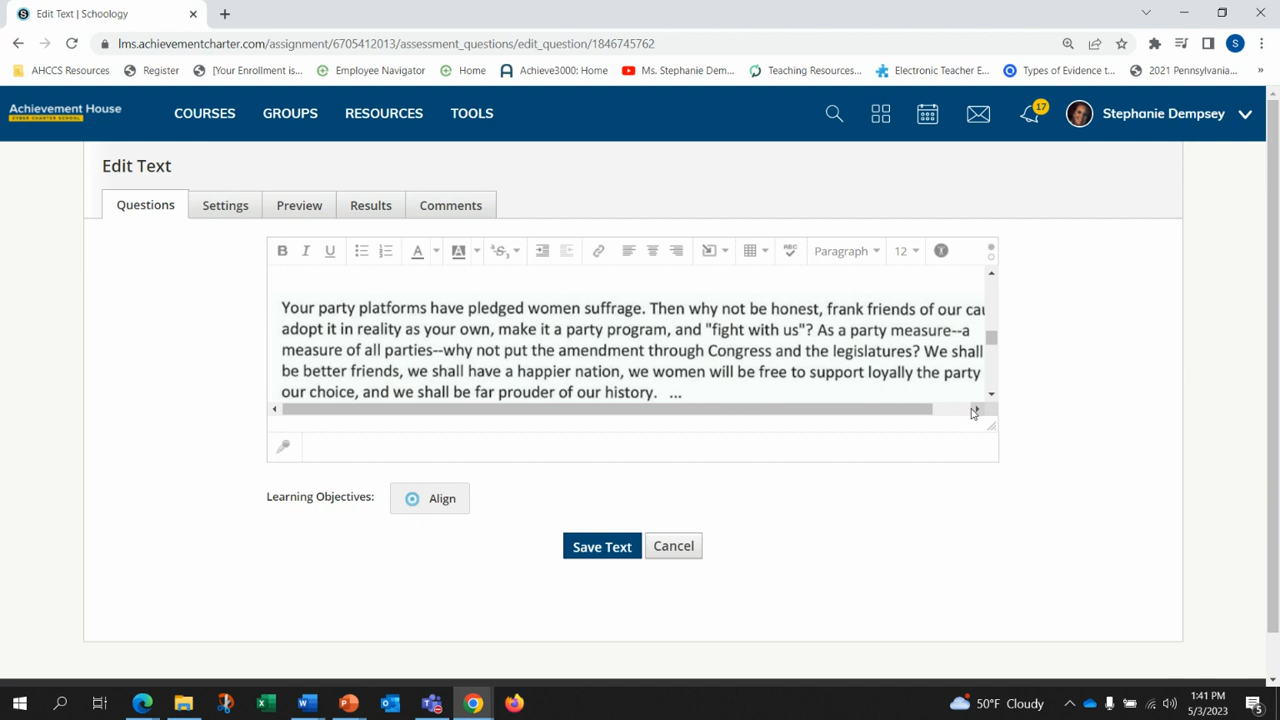 Edit Text | Schoology
lms.achievementcharter.com/assignment/6705412013/assessment_questions/edit_question/1846745762
S
AHCCS Resources Register [Your Enrollment is... Employee Navigator Home Achieve3000: Home Ms. Stephanie Dem... Teaching Resources... Electronic Teacher E... Types of Evidence t... 2021 Pennsylvania... »
Achievement House
CYBER CHARTER SCHOOL
COURSES GROUPS RESOURCES TOOLS 17 Stephanie Dempsey
Edit Text
Questions Settings Preview Results Comments
B I U A A S ABC Paragraph 12
Your party platforms have pledged women suffrage. Then why not be honest, frank friends of our cau
adopt it in reality as your own, make it a party program, and "fight with us"? As a party measure--a
measure of all parties--why not put the amendment through Congress and the legislatures? We shall
be better friends, we shall have a happier nation, we women will be free to support loyally the party
our choice, and we shall be far prouder of our history. ...
Learning Objectives: Align
Save Text Cancel
50°F Cloudy
1:41 PM
5/3/2023
5